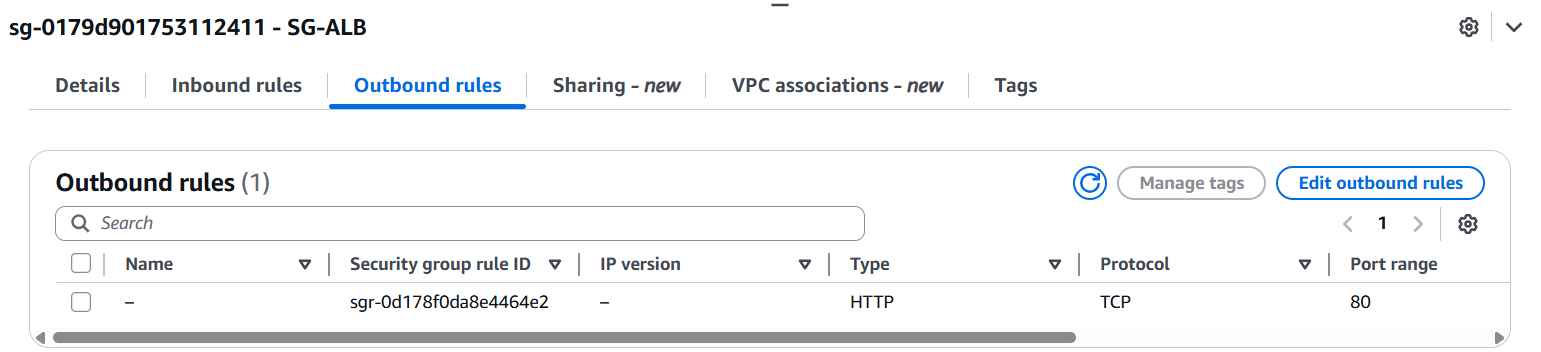 sg-0179d901753112411 - SG-ALB
Details Inbound rules Outbound rules Sharing - new VPC associations - new Tags
Outbound rules (1) Manage tags Edit outbound rules
Search 1
Name Security group rule ID IP version Type Protocol Port range
– sgr-0d178f0da8e4464e2 – HTTP TCP 80